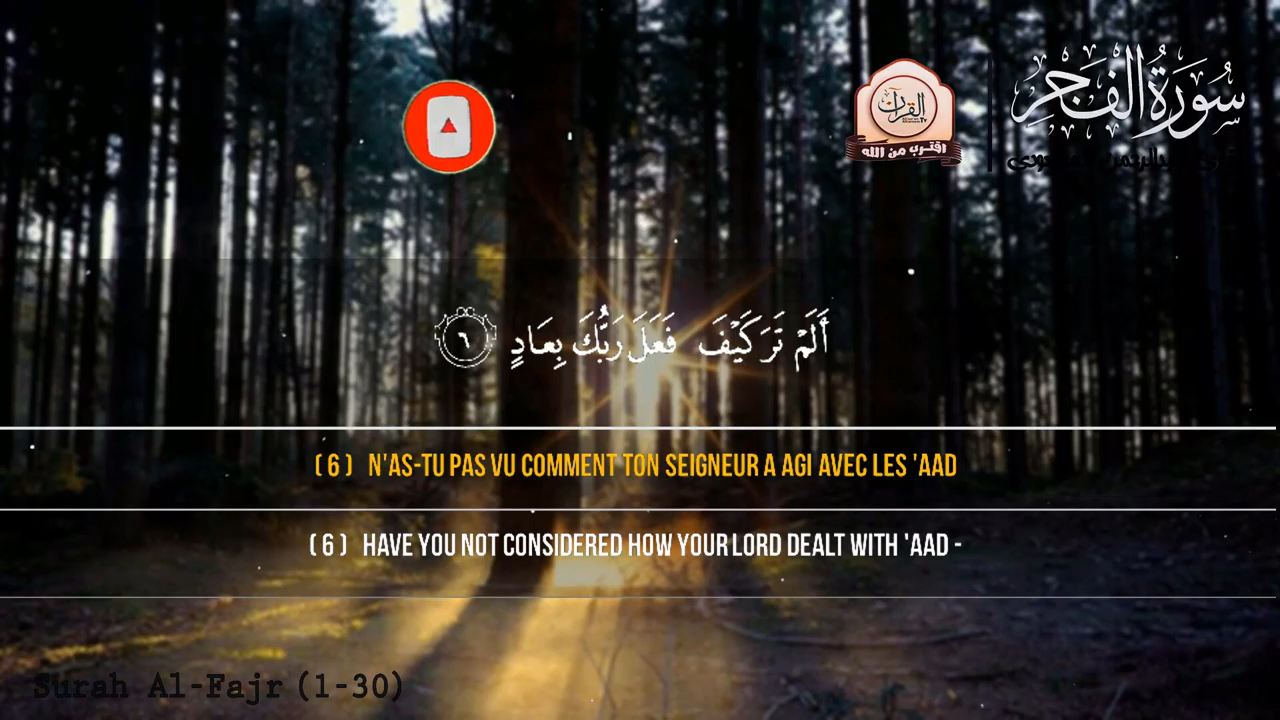 سُورَةُ الفَجْرِ
القرآن
اقترب من الله
أَلَمْ تَرَ كَيْفَ فَعَلَ رَبُّكَ بِعَادٍ ٦
( 6 ) N'AS-TU PAS VU COMMENT TON SEIGNEUR A AGI AVEC LES 'AAD
( 6 ) HAVE YOU NOT CONSIDERED HOW YOUR LORD DEALT WITH 'AAD -
Surah Al-Fajr (1-30)